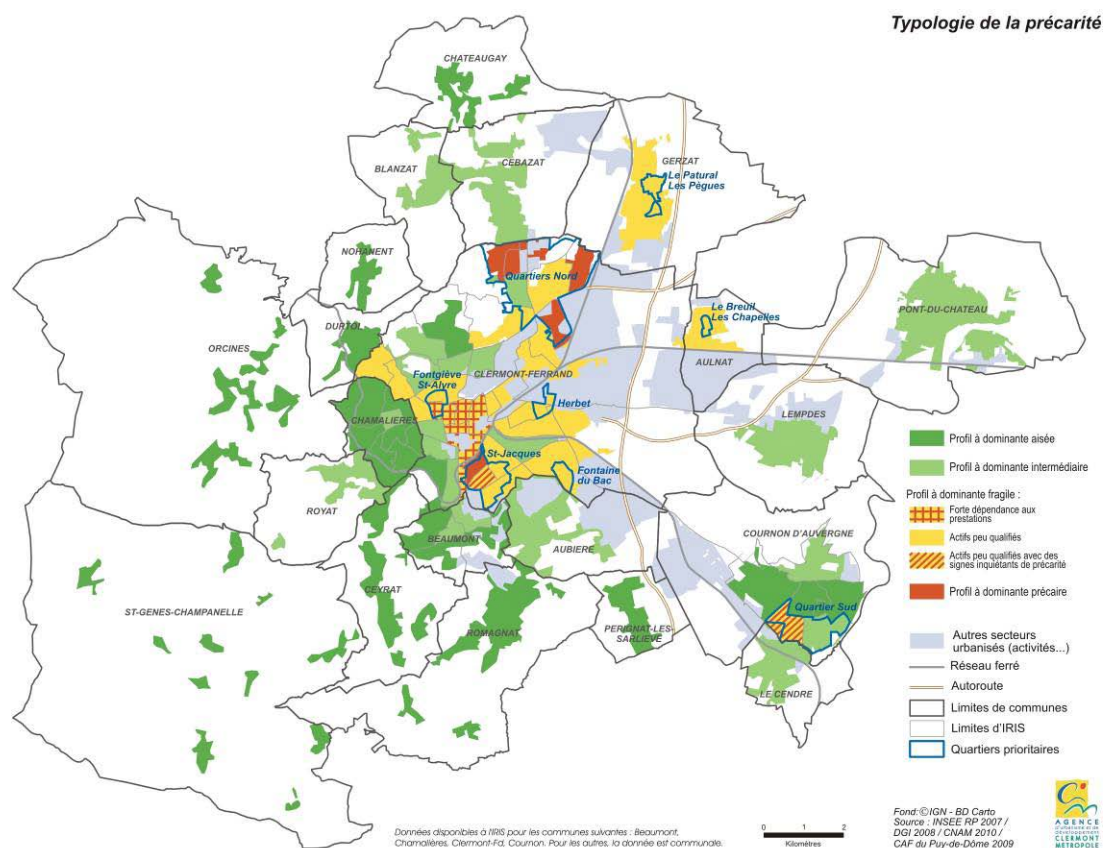 Typologie de la précarité
CHATEAUGAY
BLANZAT
CEBAZAT
GERZAT
Le Patural
Les Pègues
NOHANENT
Quartiers Nord
DURTOL
ORCINES
Le Breuil
Les Chapelles
PONT-DU-CHATEAU
AULNAT
CLERMONT-FERRAND
Fontgiève
St-Alyre
Herbet
CHAMALIERES
LEMPDES
St-Jacques
Fontaine
du Bac
ROYAT
BEAUMONT
AUBIERE
COURNON D'AUVERGNE
CEYRAT
ST-GENES-CHAMPANELLE
Quartier Sud
ROMAGNAT
PERIGNAT-LES-
SARLIEVE
LE CENDRE
Profil à dominante aisée
Profil à dominante intermédiaire
Profil à dominante fragile :
Forte dépendance aux
prestations
Actifs peu qualifiés
Actifs peu qualifiés avec des
signes inquiétants de précarité
Profil à dominante précaire
Autres secteurs
urbanisés (activités...)
Réseau ferré
Autoroute
Limites de communes
Limites d'IRIS
Quartiers prioritaires
Données disponibles à l'IRIS pour les communes suivantes : Beaumont,
Chamalières, Clermont-Fd, Cournon. Pour les autres, la donnée est communale.
0 1 2
Kilomètres
Fond:©IGN - BD Carto
Source : INSEE RP 2007 /
DGI 2008 / CNAM 2010 /
CAF du Puy-de-Dôme 2009
AGENCE
d'urbanisme et de
développement
CLERMONT
METROPOLE